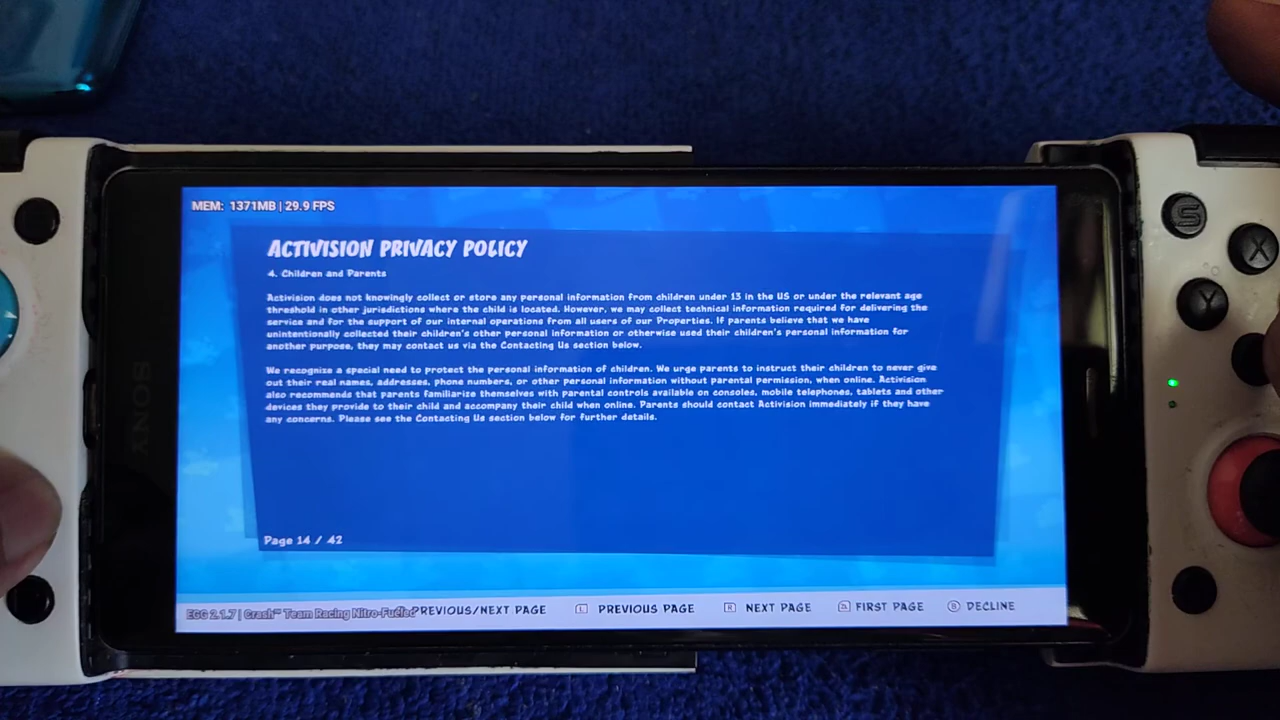 MEM: 1371MB | 29.9 FPS
ACTIVISION PRIVACY POLICY
4. Children and Parents
Activision does not knowingly collect or store any personal information from children under 13 in the US or under the relevant age
threshold in other jurisdictions where the child is located. However, we may collect technical information required for delivering the
service and for the support of our internal operations from all users of our Properties. If parents believe that we have
unintentionally collected their children's other personal information or otherwise used their children's personal information for
another purpose, they may contact us via the Contacting Us section below.
We recognize a special need to protect the personal information of children. We urge parents to instruct their children to never give
out their real names, addresses, phone numbers, or other personal information without parental permission, when online. Activision
also recommends that parents familiarize themselves with parental controls available on consoles, mobile telephones, tablets and other
devices they provide to their child and accompany their child when online. Parents should contact Activision immediately if they have
any concerns. Please see the Contacting Us section below for further details.
Page 14 / 42
EGG 2.1.7 | Crash™ Team Racing Nitro-Fueled
PREVIOUS/NEXT PAGE
L PREVIOUS PAGE
R NEXT PAGE
ZL FIRST PAGE
B DECLINE
SONY
S
X
Y